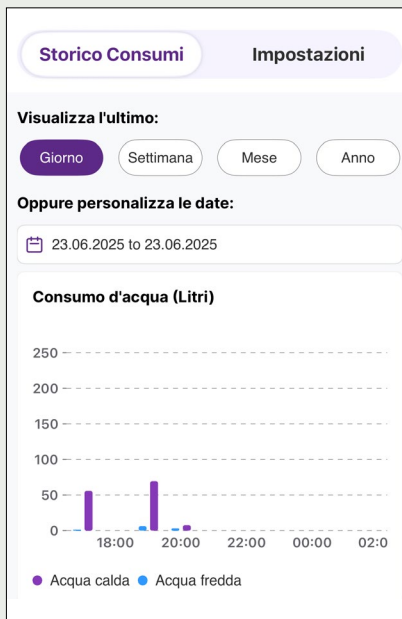 Storico Consumi Impostazioni
Visualizza l'ultimo:
Giorno Settimana Mese Anno
Oppure personalizza le date:
23.06.2025 to 23.06.2025
Consumo d'acqua (Litri)
250
200
150
100
50
0
18:00 20:00 22:00 00:00 02:0
Acqua calda Acqua fredda